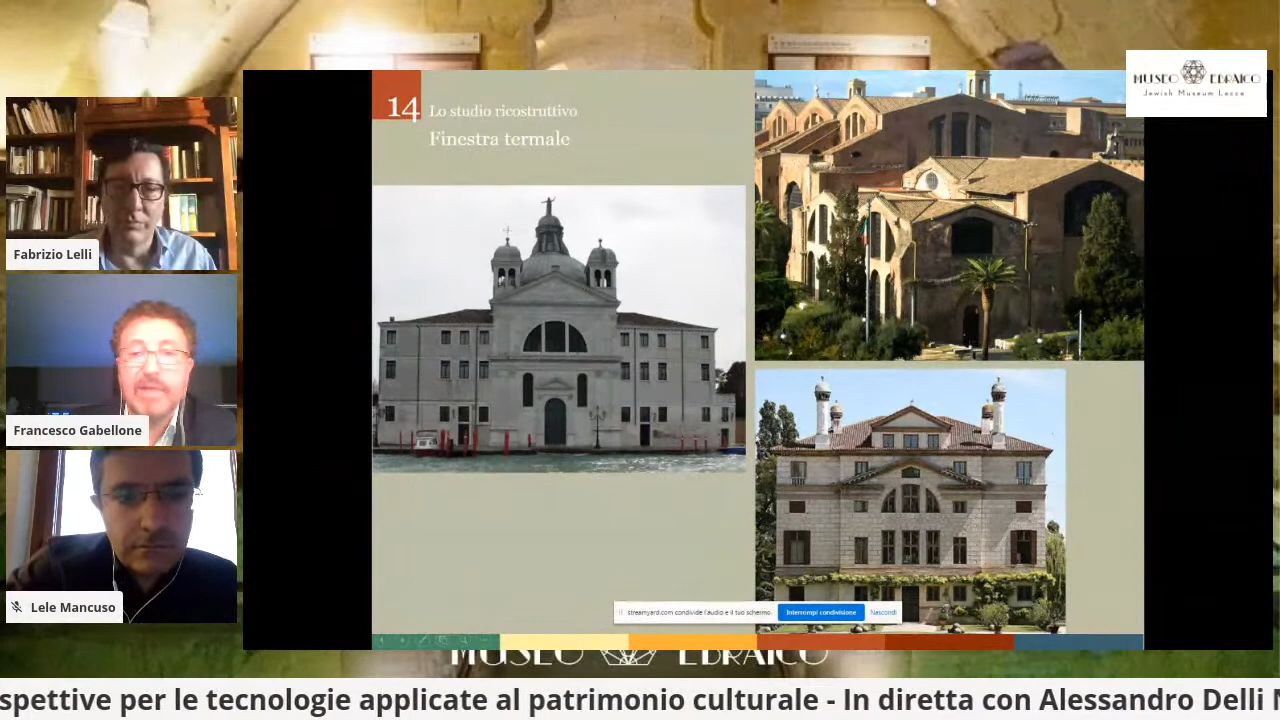 MUSEO EBRAICO
Jewish Museum Lecce
14 Lo studio ricostruttivo
Finestra termale
Fabrizio Lelli
Francesco Gabellone
Lele Mancuso
streamyard.com condivide l'audio e il tuo schermo.
Interrompi condivisione
Nascondi
MUSEO EBRAICO
spettive per le tecnologie applicate al patrimonio culturale - In diretta con Alessandro Delli N